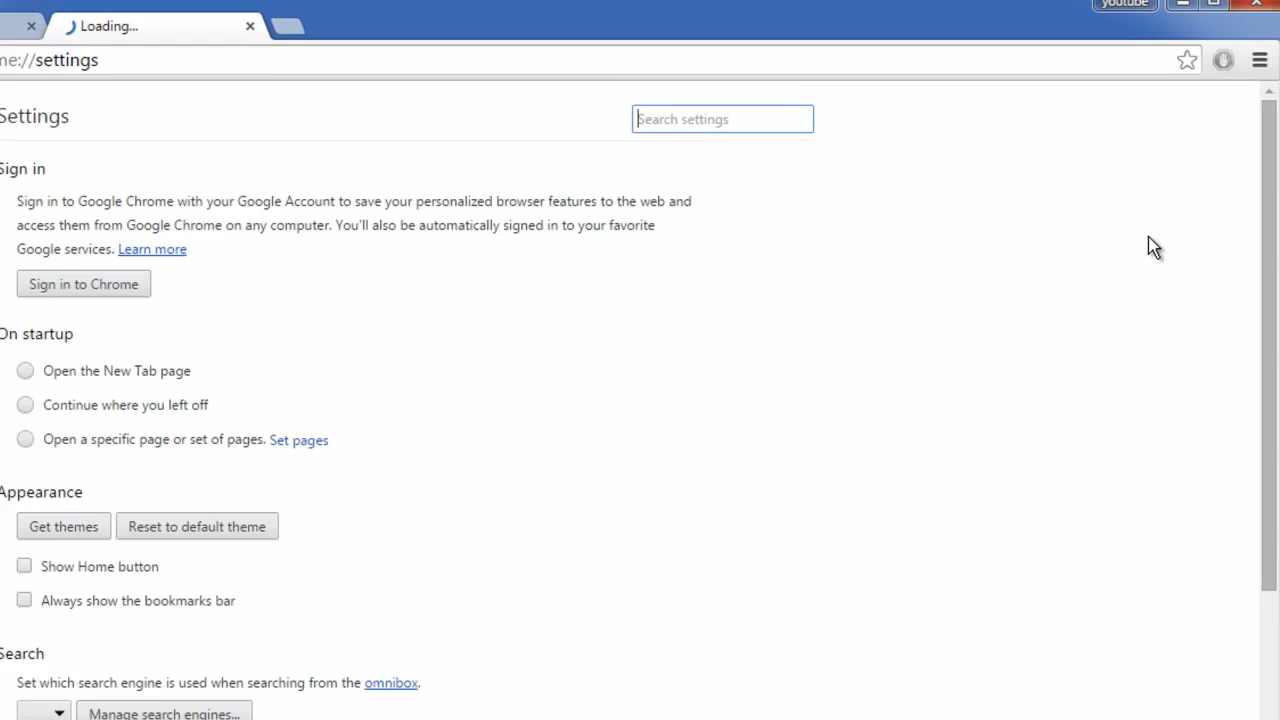 youtube
Loading...
me://settings
Settings
Search settings
Sign in
Sign in to Google Chrome with your Google Account to save your personalized browser features to the web and
access them from Google Chrome on any computer. You'll also be automatically signed in to your favorite
Google services. Learn more
Sign in to Chrome
On startup
Open the New Tab page
Continue where you left off
Open a specific page or set of pages. Set pages
Appearance
Get themes Reset to default theme
Show Home button
Always show the bookmarks bar
Search
Set which search engine is used when searching from the omnibox.
Manage search engines...